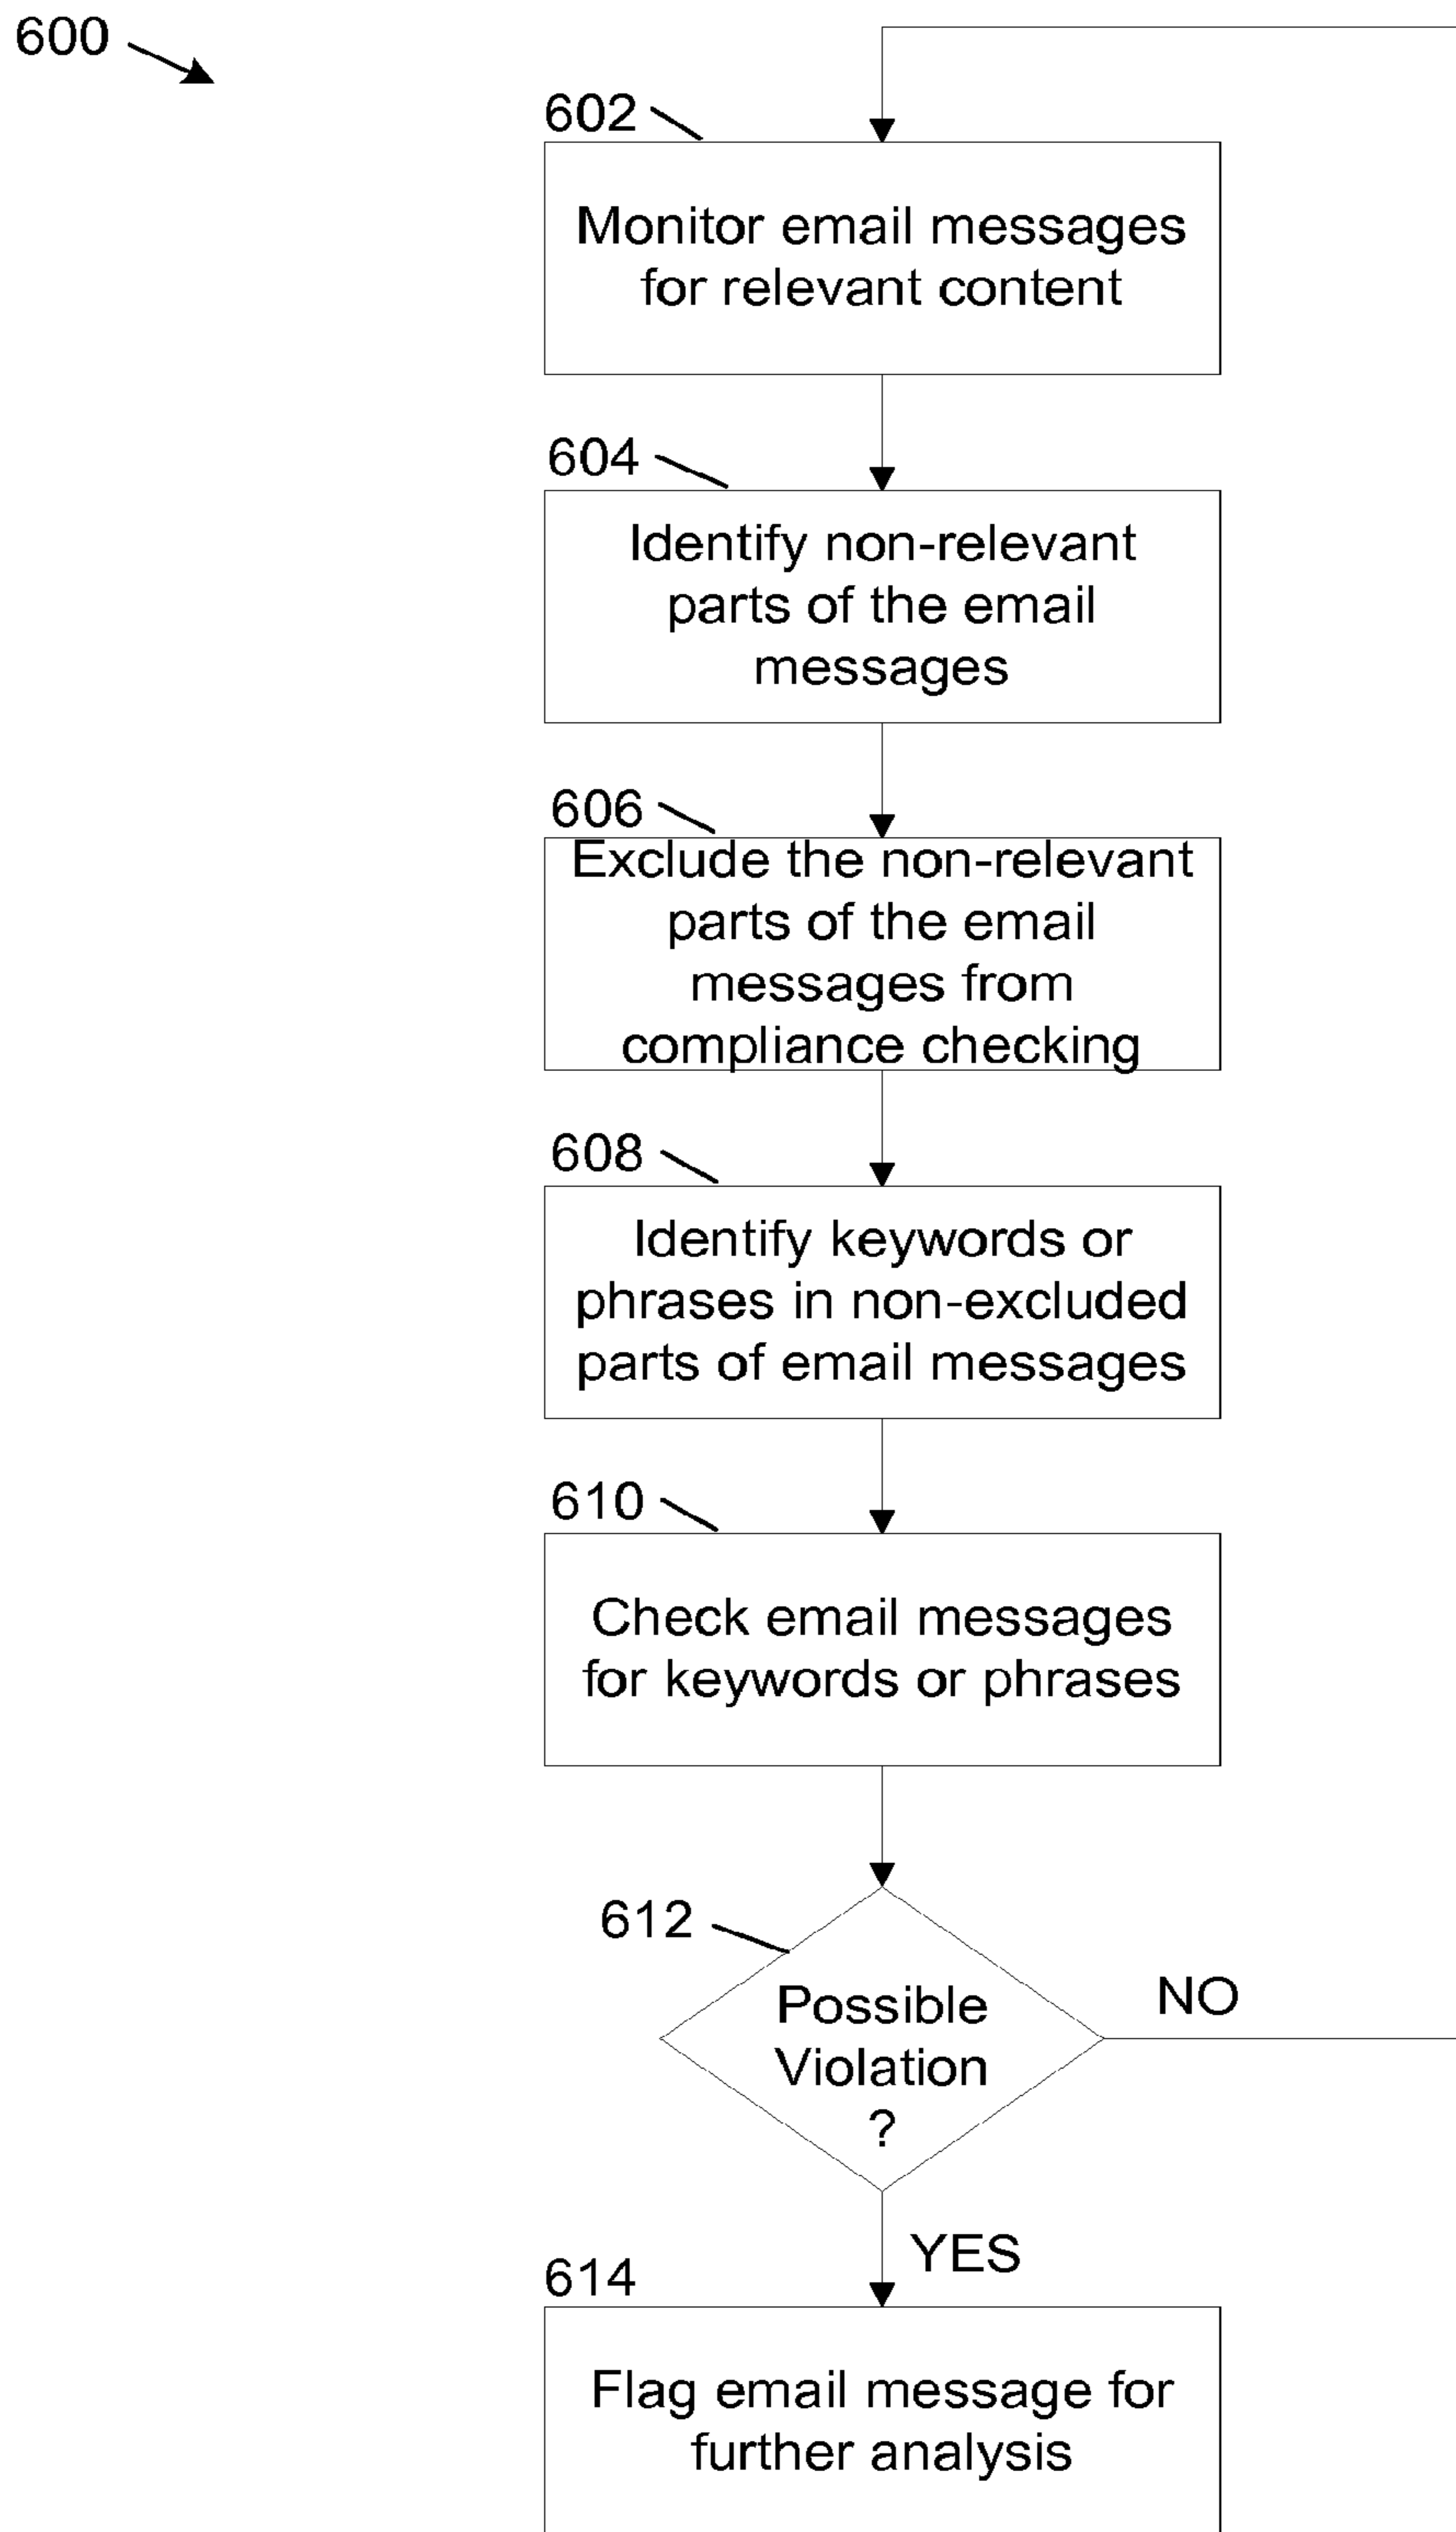 600
602
Monitor email messages
for relevant content
604
Identify non-relevant
parts of the email
messages
606
Exclude the non-relevant
parts of the email
messages from
compliance checking
608
Identify keywords or
phrases in non-excluded
parts of email messages
610
Check email messages
for keywords or phrases
612
Possible
Violation
?
NO
YES
614
Flag email message for
further analysis